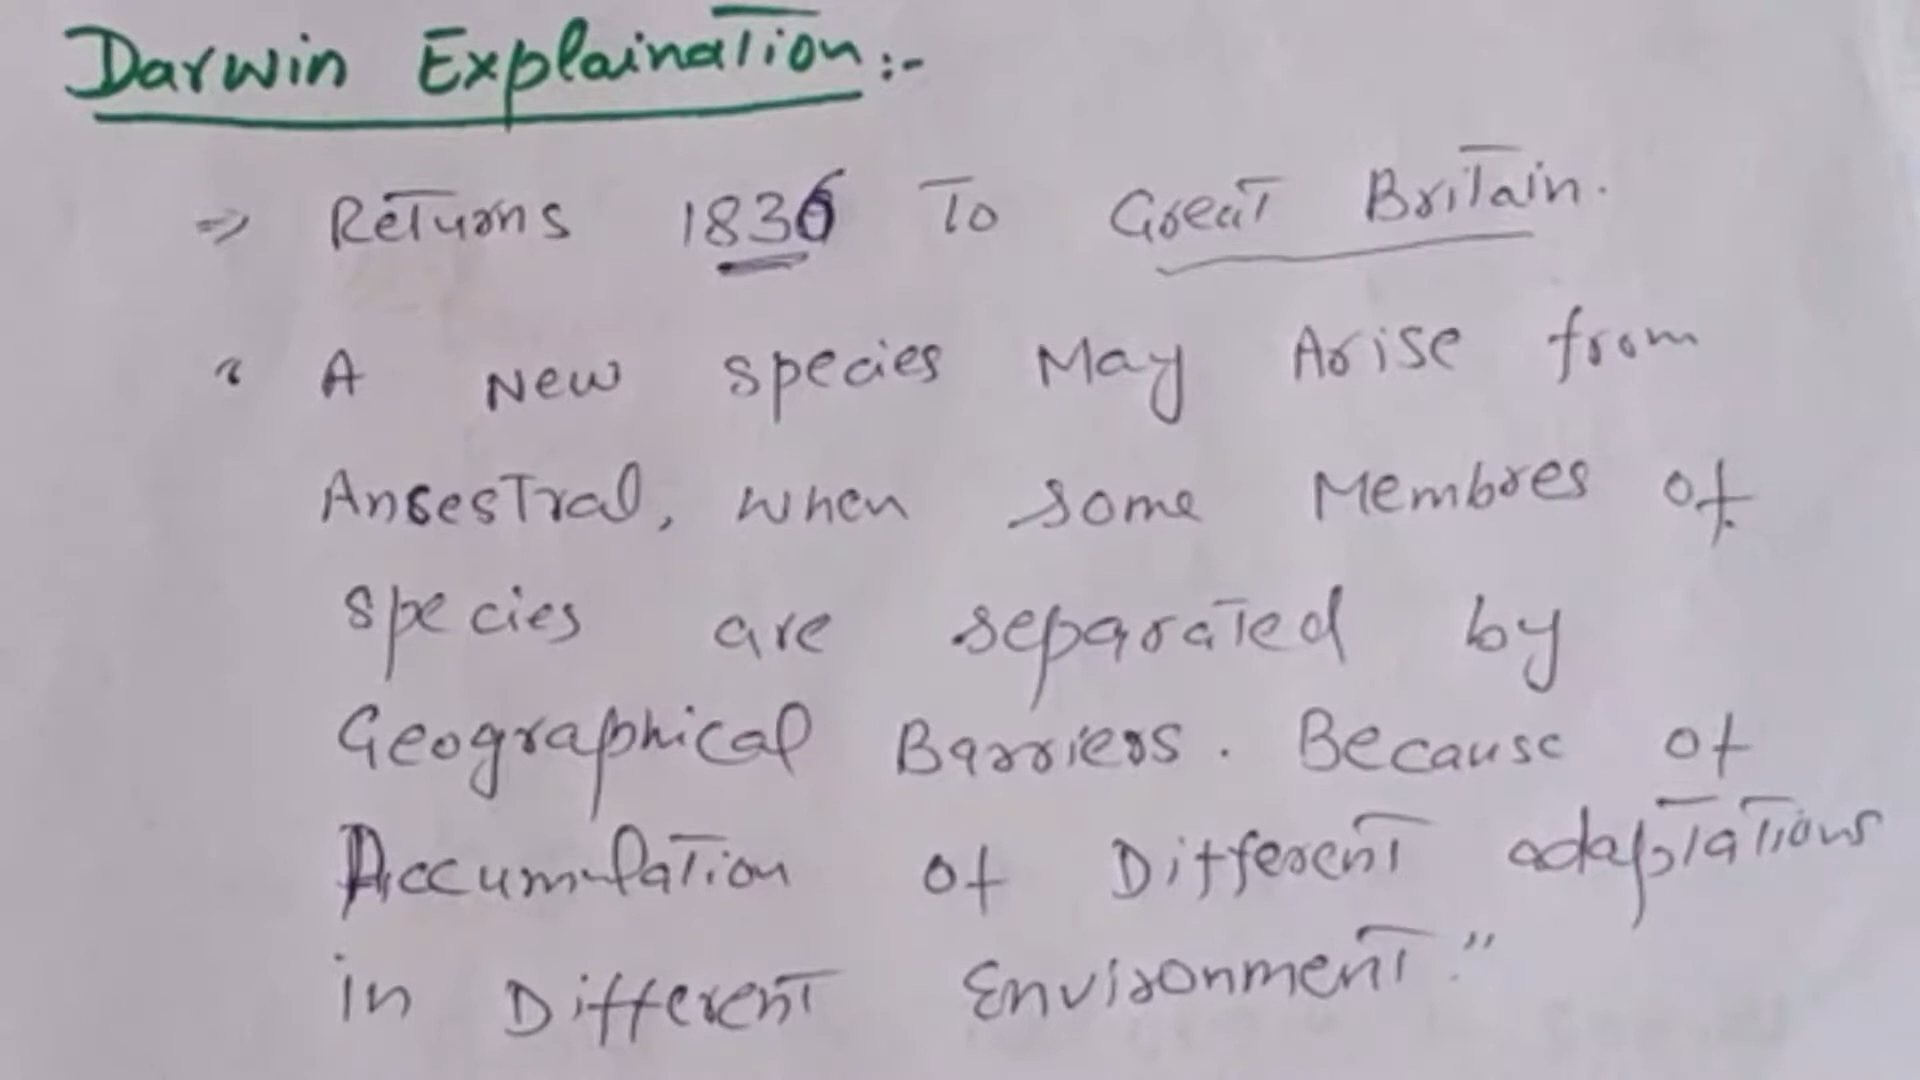 Darwin Explaination :-
⇒ Returns 1836 To Great Britain.
“ A New species May Arise from
Ansestral, when some Membres of
species are separated by
Geographical Barriers. Because of
Accumulation of Different adaptations
in Different Environment.”